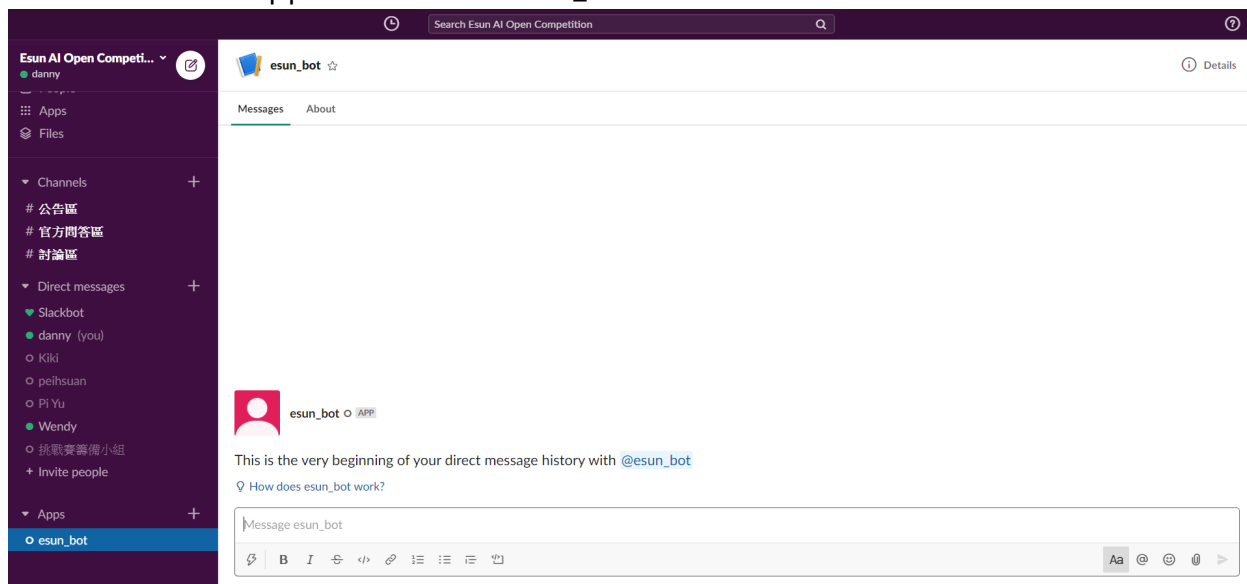 Search Esun AI Open Competition
Esun AI Open Competi...
danny
esun_bot
Details
Apps
Files
Messages About
Channels
# 公告區
# 官方問答區
# 討論區
Direct messages
Slackbot
danny (you)
Kiki
peihsuan
Pi Yu
Wendy
挑戰賽籌備小組
+ Invite people
Apps
esun_bot
esun_bot APP
This is the very beginning of your direct message history with @esun_bot
How does esun_bot work?
Message esun_bot
B I S </>
Aa @